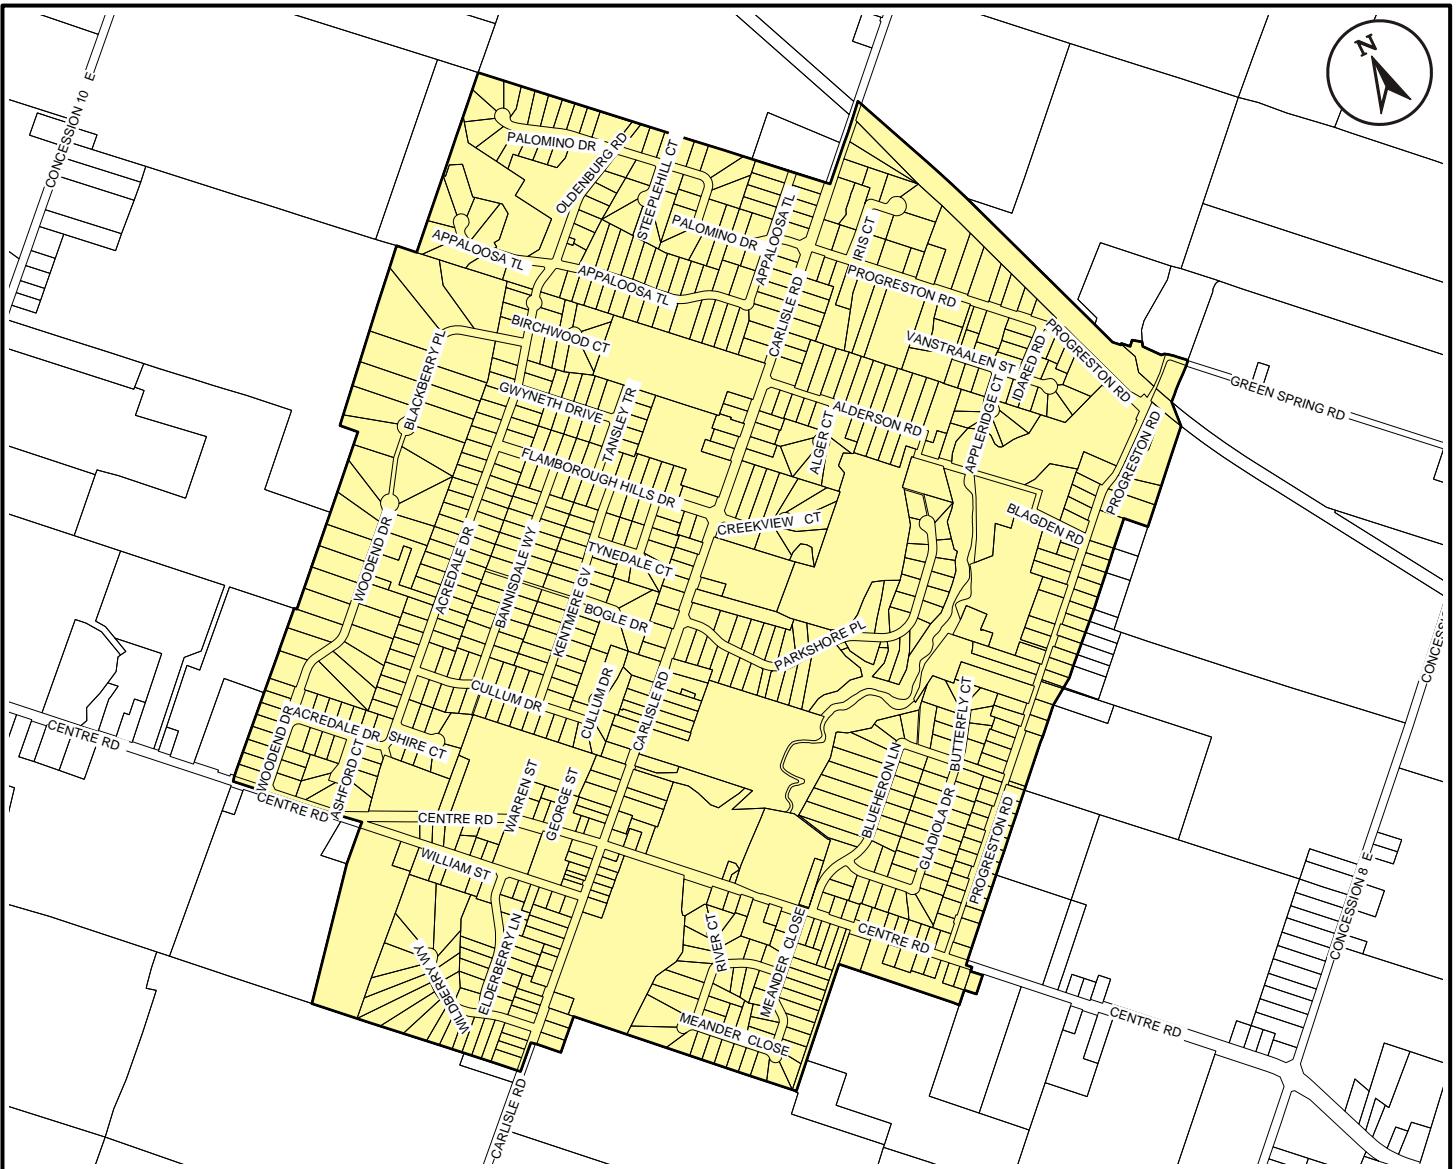 N
CONCESSION 10 E
PALOMINO DR
OLDENBURG RD
STEEPLEHILL CT
PALOMINO DR
APPALOOSA TL
IRIS CT
APPALOOSA TL
APPALOOSA TL
PROGRESTON RD
CARLISLE RD
BIRCHWOOD CT
VANSTRAALEN ST
IDARED RD
PROGRESTON RD
BLACKBERRY PL
GREEN SPRING RD
GWYNETH DRIVE
TANSLEY TR
ALDERSON RD
APPLERIDGE CT
ALGER CT
PROGRESTON RD
FLAMBOROUGH HILLS DR
CREEKVIEW CT
BLAGDEN RD
WOODEND DR
ACREDALE DR
BANNISDALE WY
TYNEDALE CT
KENTMERE GV
BOGLE DR
PARKSHORE PL
CONCESS
CULLUM DR
CULLUM DR
CARLISLE RD
BUTTERFLY CT
CENTRE RD
WOODEND DR
ACREDALE DR
SHIRE CT
ASHFORD CT
BLUEHERON LN
WARREN ST
GEORGE ST
GLADIOLA DR
CENTRE RD
CENTRE RD
PROGRESTON RD
WILLIAM ST
CONCESSION 8 E
WILDBERRY WY
ELDERBERRY LN
RIVER CT
MEANDER CLOSE
CENTRE RD
MEANDER CLOSE
CENTRE RD
CARLISLE RD